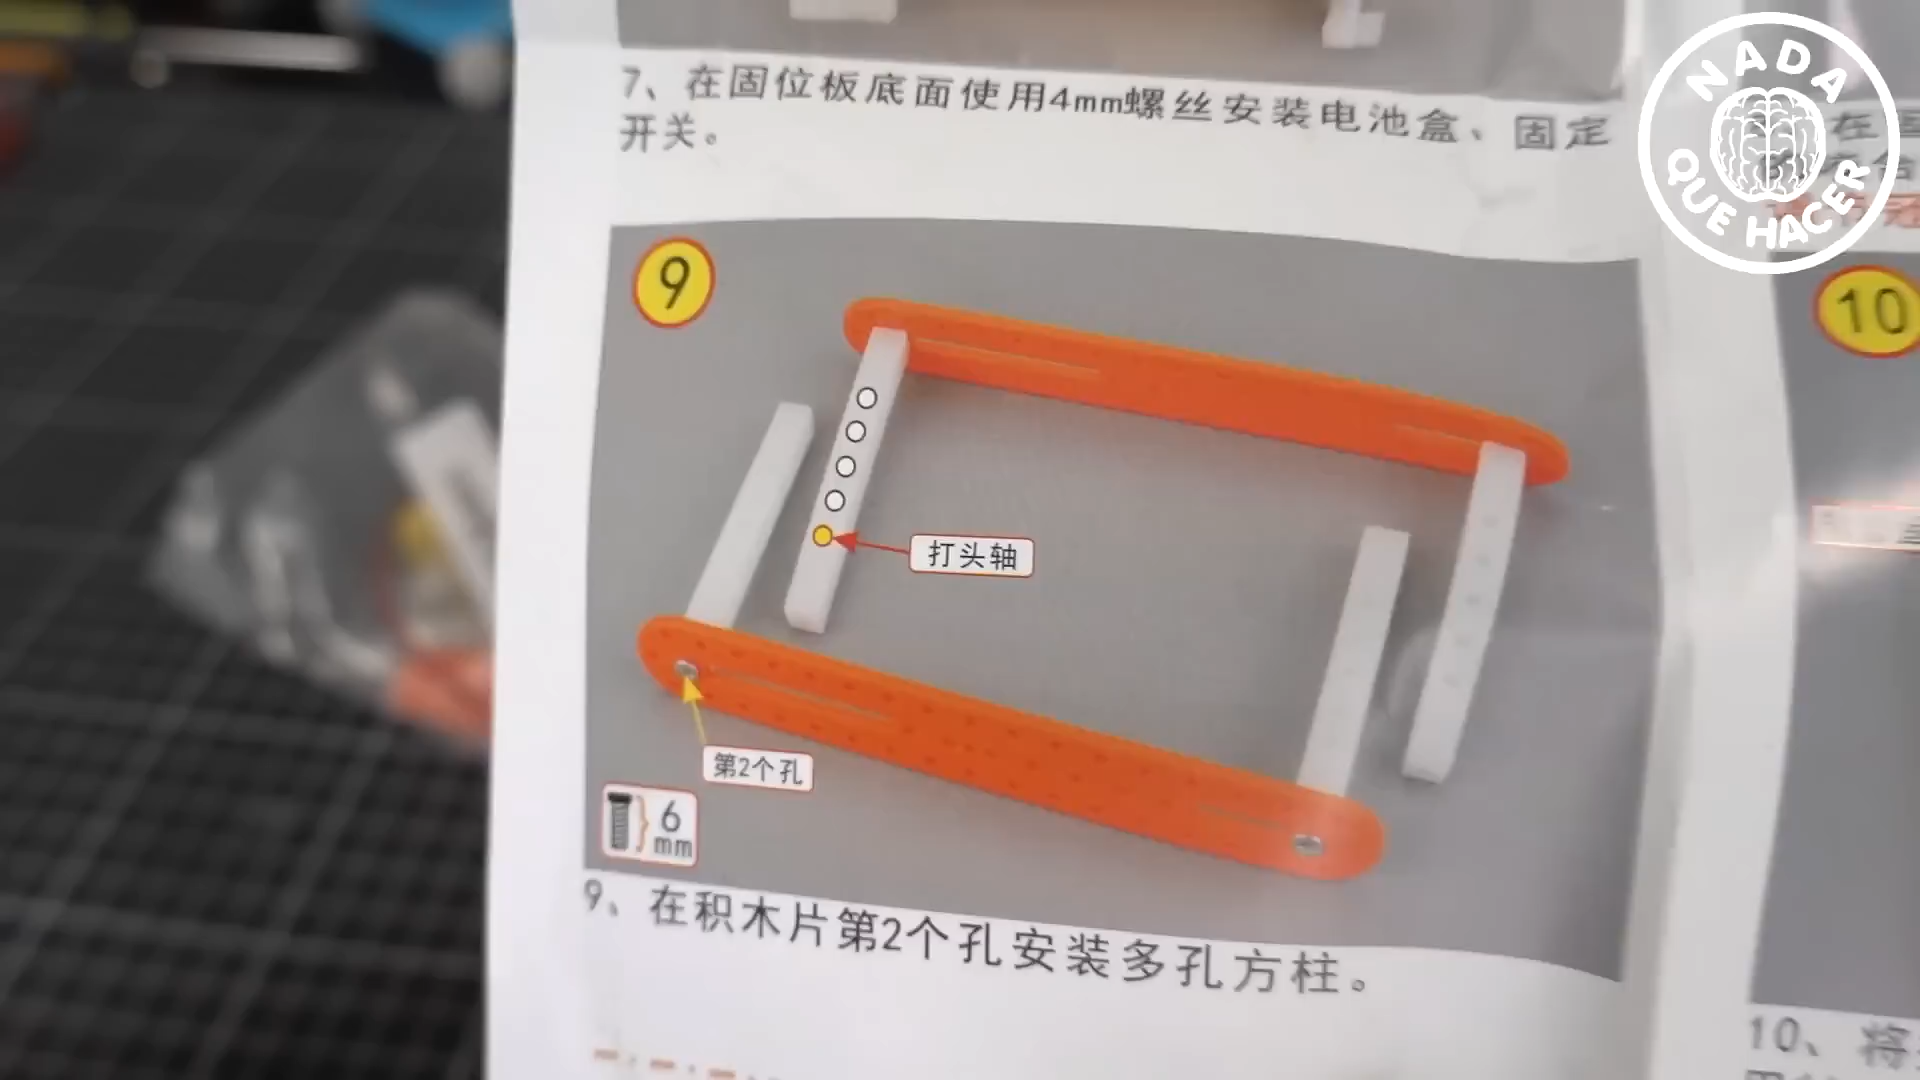 7、在固位板底面使用4mm螺丝安装电池盒、固定
开关。
NADA
QUE HACER
9
10
打头轴
第2个孔
6
mm
9、在积木片第2个孔安装多孔方柱。
10、将